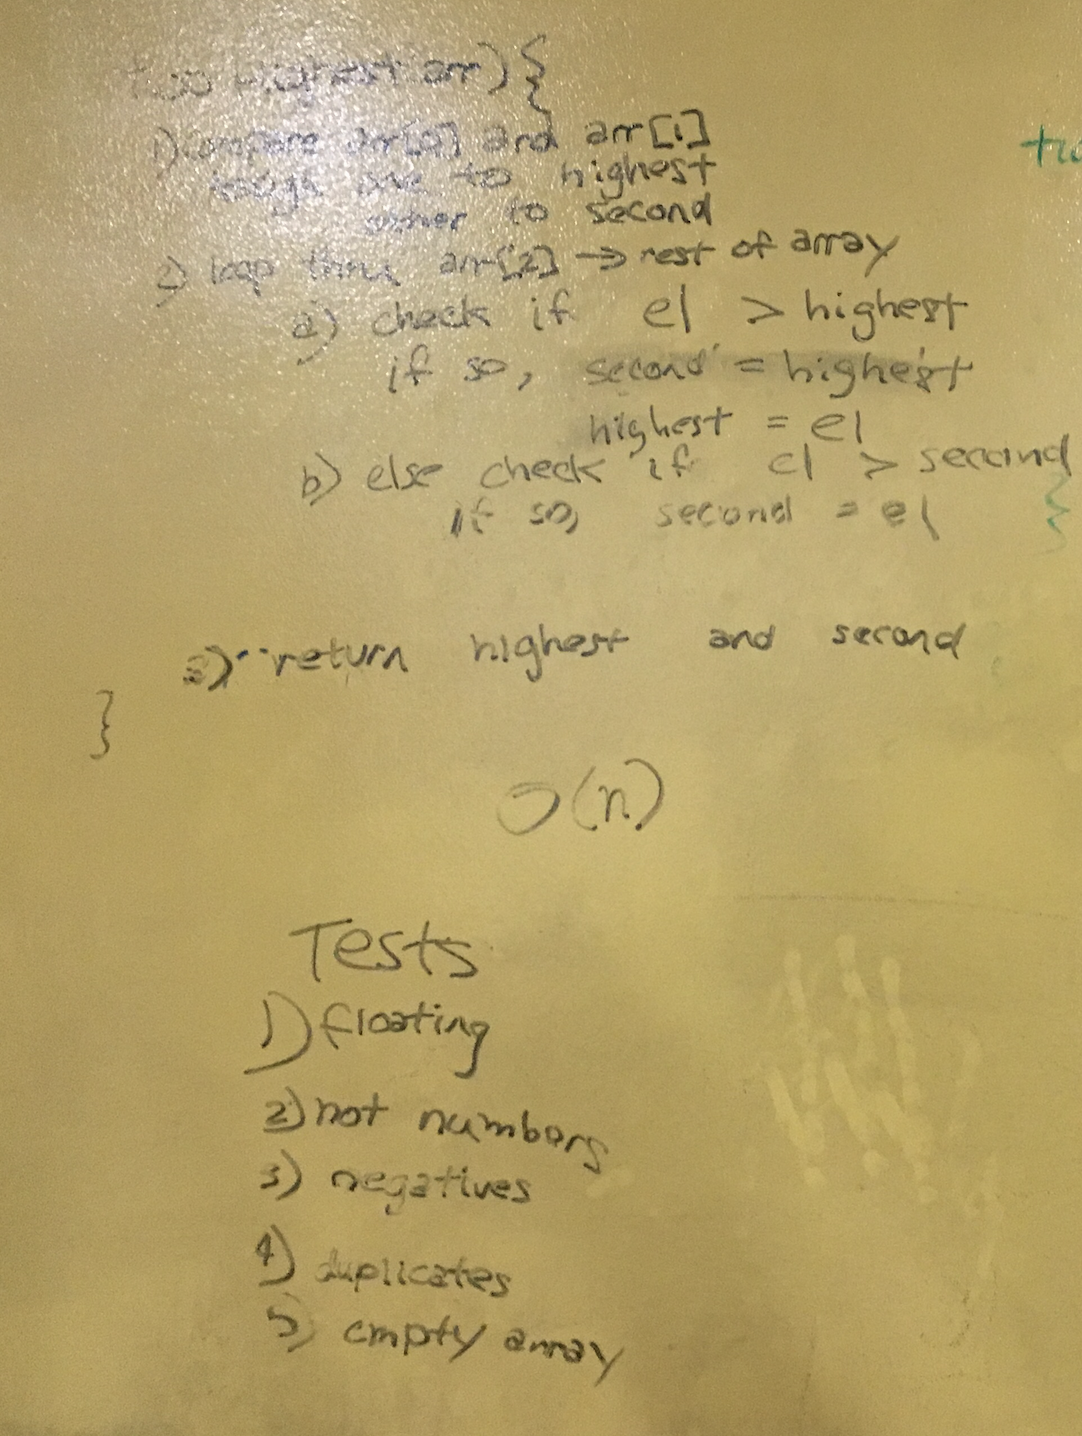 two Highest(arr){
1) Compare arr[0] and arr[1]
one to highest
other to second
2) loop thru arr[2] → rest of array
a) check if el > highest
if so, second = highest
highest = el
b) else check if el > second
if so, second = el
}
3) return highest and second
}
O(n)
Tests
1) floating
2) not numbers
3) negatives
4) duplicates
5) empty array